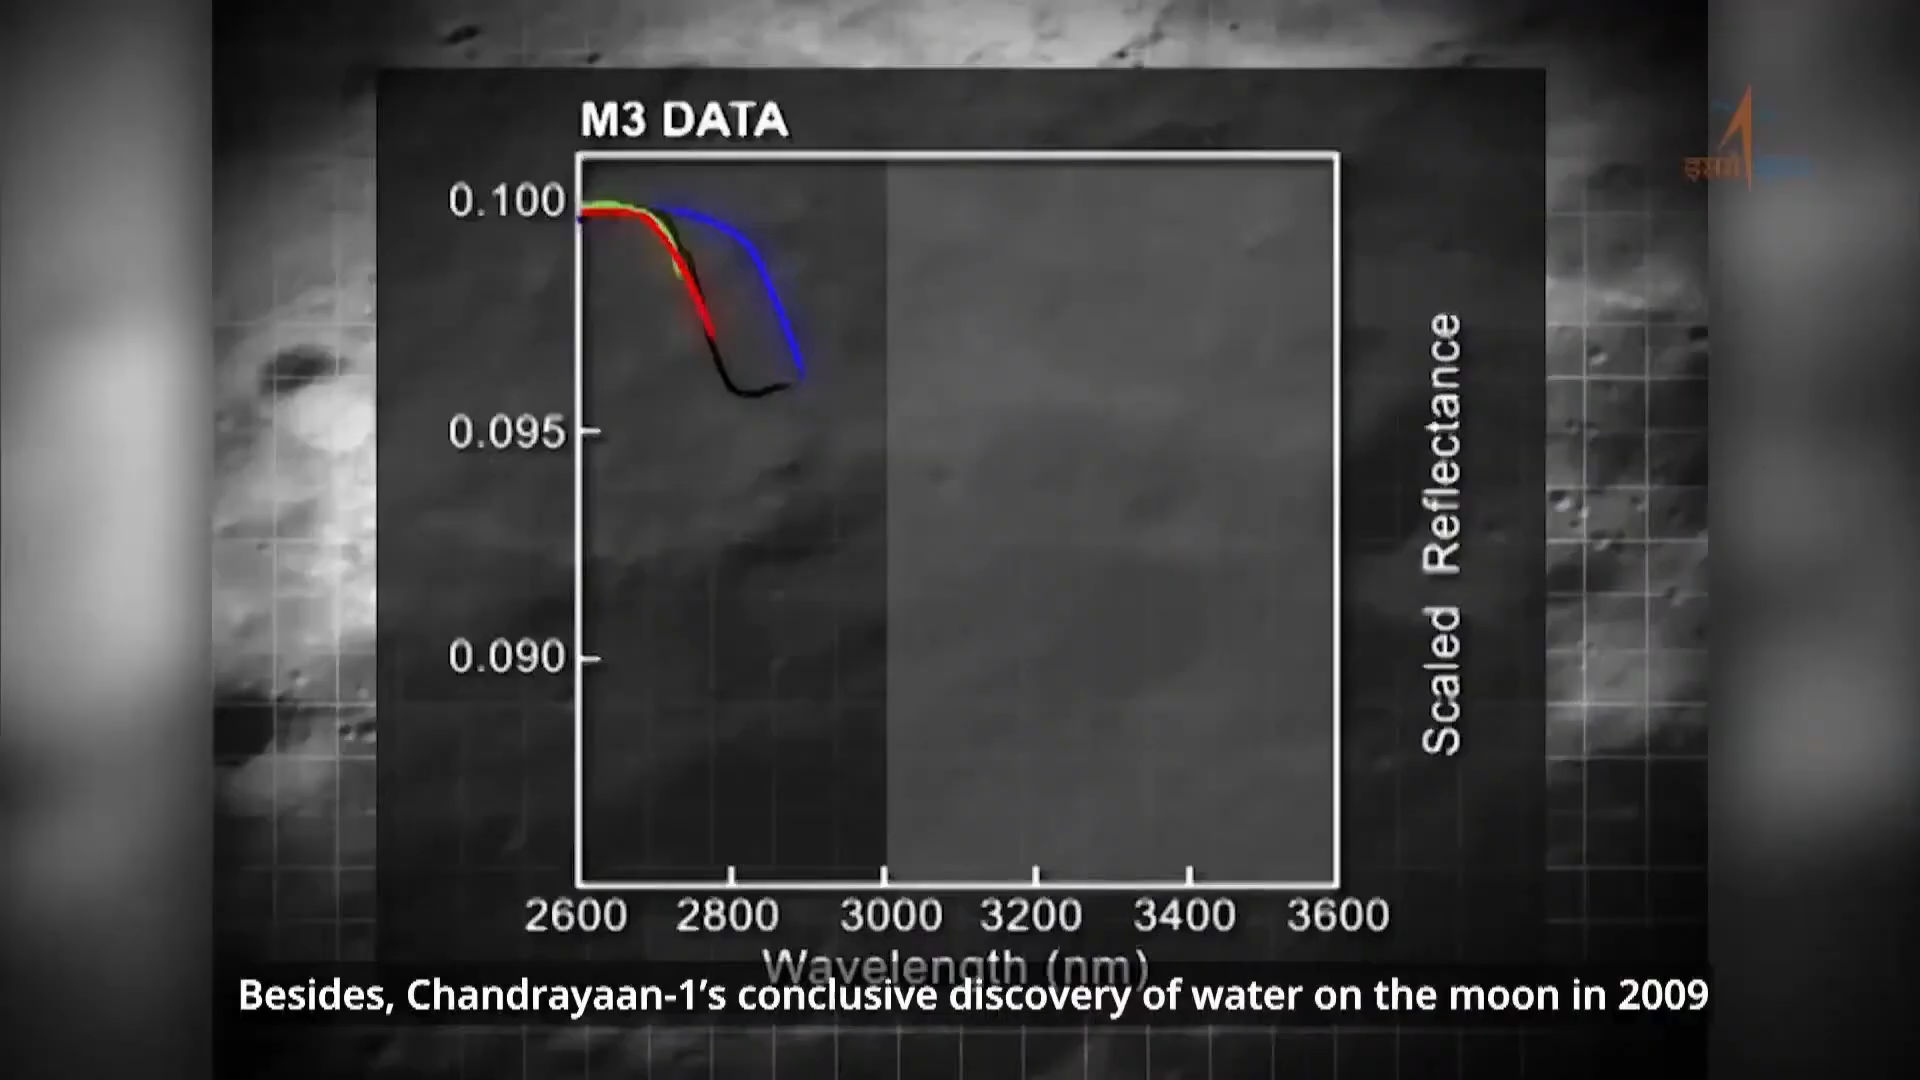 M3 DATA
0.100
0.095
0.090
2600 2800 3000 3200 3400 3600
Wavelength (nm)
Scaled Reflectance
इसरो
Besides, Chandrayaan-1’s conclusive discovery of water on the moon in 2009